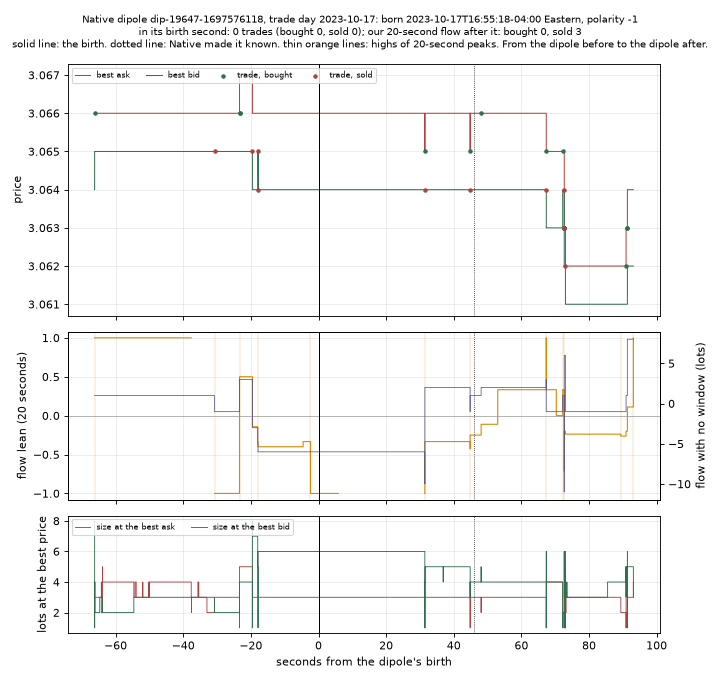 Native dipole dip-19647-1697576118, trade day 2023-10-17: born 2023-10-17T16:55:18-04:00 Eastern, polarity -1
in its birth second: 0 trades (bought 0, sold 0); our 20-second flow after it: bought 0, sold 3
solid line: the birth. dotted line: Native made it known. thin orange lines: highs of 20-second peaks. From the dipole before to the dipole after.
best ask
best bid
trade, bought
trade, sold
3.067
3.066
3.065
3.064
3.063
3.062
3.061
price
1.0
0.5
0.0
−0.5
−1.0
flow lean (20 seconds)
5
0
−5
−10
flow with no window (lots)
size at the best ask
size at the best bid
8
6
4
2
lots at the best price
−60
−40
−20
0
20
40
60
80
100
seconds from the dipole's birth